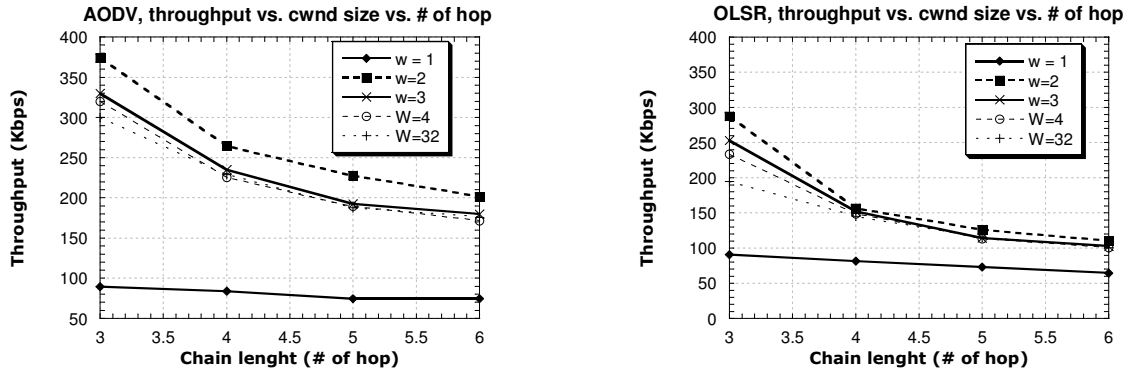 AODV, throughput vs. cwnd size vs. # of hop
400
350
300
250
200
150
100
50
3
3.5
4
4.5
5
5.5
6
w = 1
w=2
w=3
W=4
W=32
Throughput (Kbps)
Chain lenght (# of hop)
OLSR, throughput vs. cwnd size vs. # of hop
400
350
300
250
200
150
100
50
0
3
3.5
4
4.5
5
5.5
6
w = 1
w=2
w=3
W=4
W=32
Throughput (Kbps)
Chain lenght (# of hop)